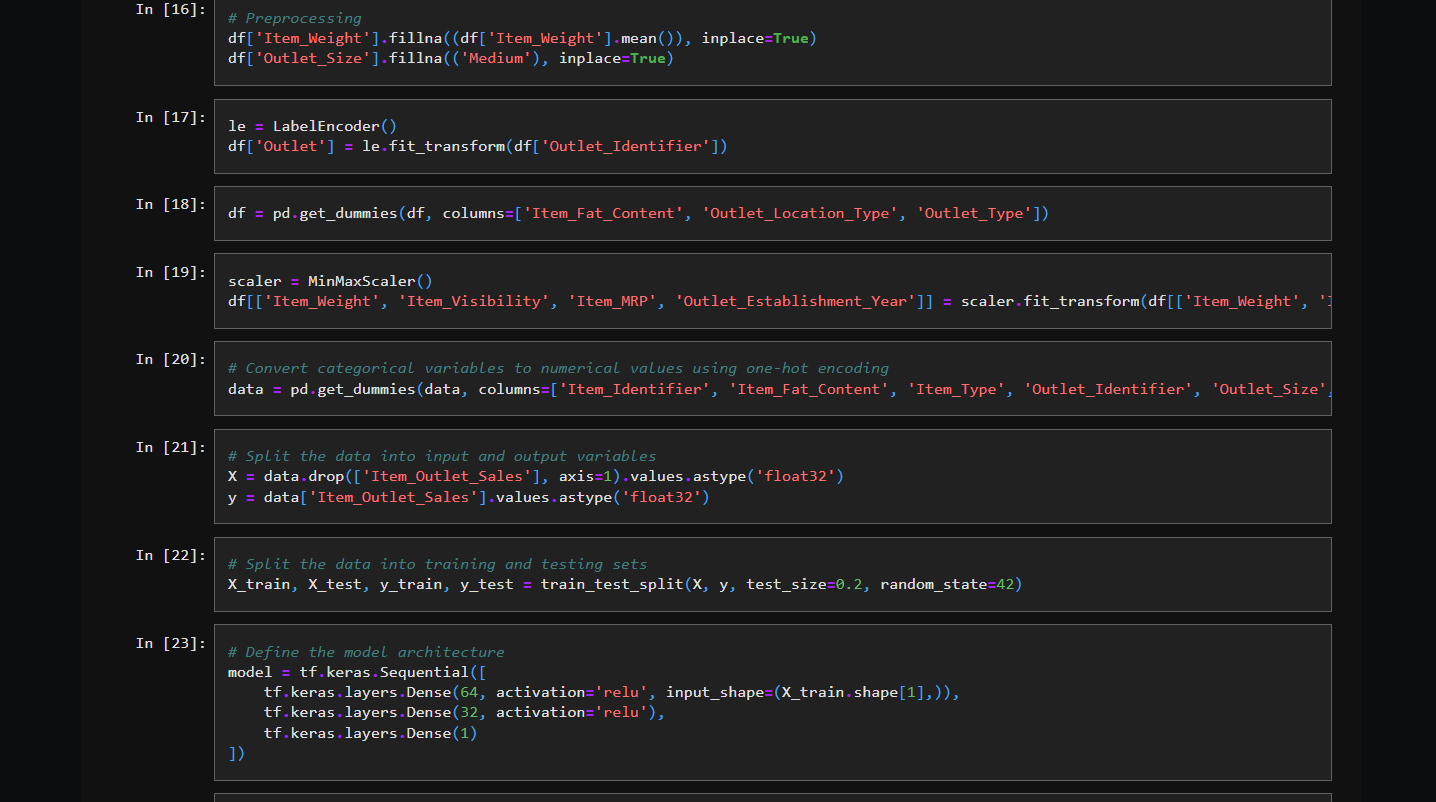 In [16]:
# Preprocessing
df['Item_Weight'].fillna((df['Item_Weight'].mean()), inplace=True)
df['Outlet_Size'].fillna(('Medium'), inplace=True)
In [17]:
le = LabelEncoder()
df['Outlet'] = le.fit_transform(df['Outlet_Identifier'])
In [18]:
df = pd.get_dummies(df, columns=['Item_Fat_Content', 'Outlet_Location_Type', 'Outlet_Type'])
In [19]:
scaler = MinMaxScaler()
df[['Item_Weight', 'Item_Visibility', 'Item_MRP', 'Outlet_Establishment_Year']] = scaler.fit_transform(df[['Item_Weight', '
In [20]:
# Convert categorical variables to numerical values using one-hot encoding
data = pd.get_dummies(data, columns=['Item_Identifier', 'Item_Fat_Content', 'Item_Type', 'Outlet_Identifier', 'Outlet_Size',
In [21]:
# Split the data into input and output variables
X = data.drop(['Item_Outlet_Sales'], axis=1).values.astype('float32')
y = data['Item_Outlet_Sales'].values.astype('float32')
In [22]:
# Split the data into training and testing sets
X_train, X_test, y_train, y_test = train_test_split(X, y, test_size=0.2, random_state=42)
In [23]:
# Define the model architecture
model = tf.keras.Sequential([
    tf.keras.layers.Dense(64, activation='relu', input_shape=(X_train.shape[1],)),
    tf.keras.layers.Dense(32, activation='relu'),
    tf.keras.layers.Dense(1)
])